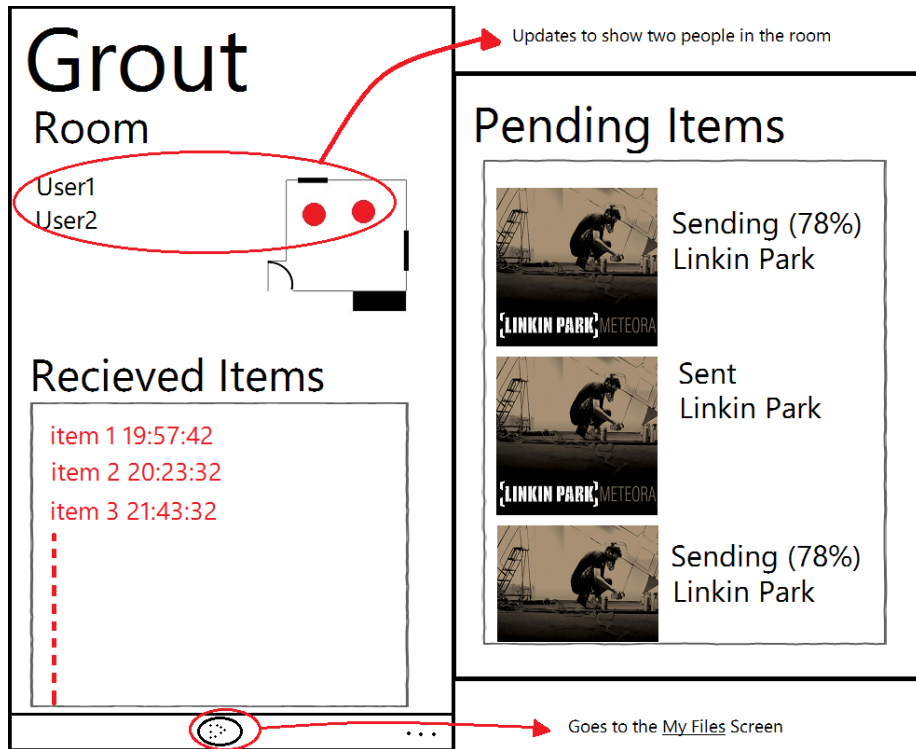 Grout
Room
User1
User2
Updates to show two people in the room
Recieved Items
item 1 19:57:42
item 2 20:23:32
item 3 21:43:32
...
Goes to the My Files Screen
Pending Items
[LINKIN PARK] METEORA
Sending (78%)
Linkin Park
[LINKIN PARK] METEORA
Sent
Linkin Park
Sending (78%)
Linkin Park